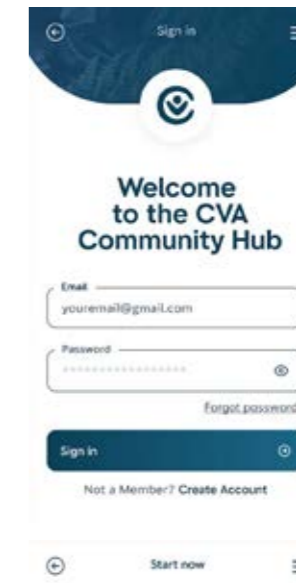 Sign in
Welcome
to the CVA
Community Hub
Email
youremail@gmail.com
Password
******************
Forgot password
Sign in
Not a Member? Create Account
Start now